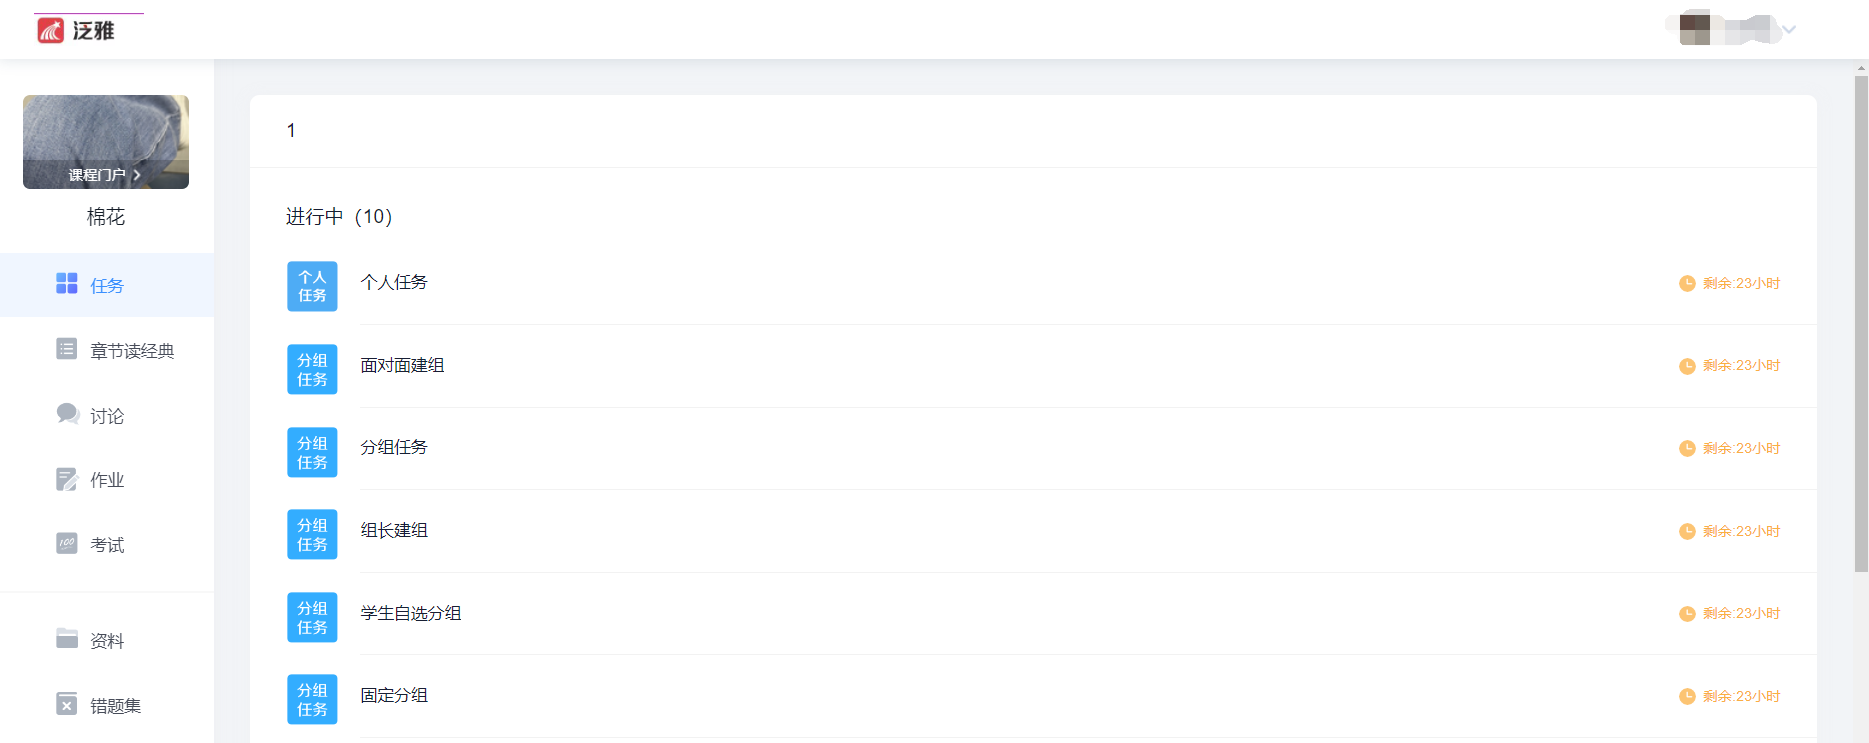 泛雅
课程门户
棉花
任务
章节读经典
讨论
作业
考试
资料
错题集
1
进行中（10）
个人
任务
个人任务
剩余:23小时
分组
任务
面对面建组
剩余:23小时
分组
任务
分组任务
剩余:23小时
分组
任务
组长建组
剩余:23小时
分组
任务
学生自选分组
剩余:23小时
分组
任务
固定分组
剩余:23小时